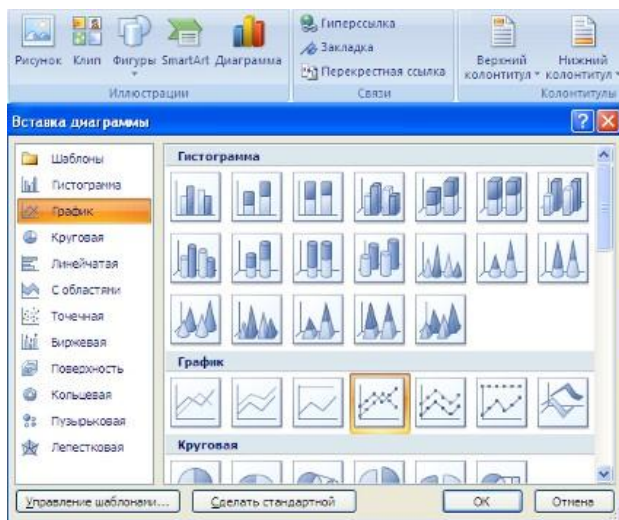 Гиперссылка
Закладка
Перекрестная ссылка
Рисунок Клип Фигуры SmartArt Диаграмма
Верхний колонтитул
Нижний колонтитул
Иллюстрации
Связи
Колонтитулы
Вставка диаграммы
Шаблоны
Гистограмма
График
Круговая
Линейчатая
С областями
Точечная
Биржевая
Поверхность
Кольцевая
Пузырьковая
Лепестковая
Гистограмма
График
Круговая
Управление шаблонами...
Сделать стандартной
ОК
Отмена